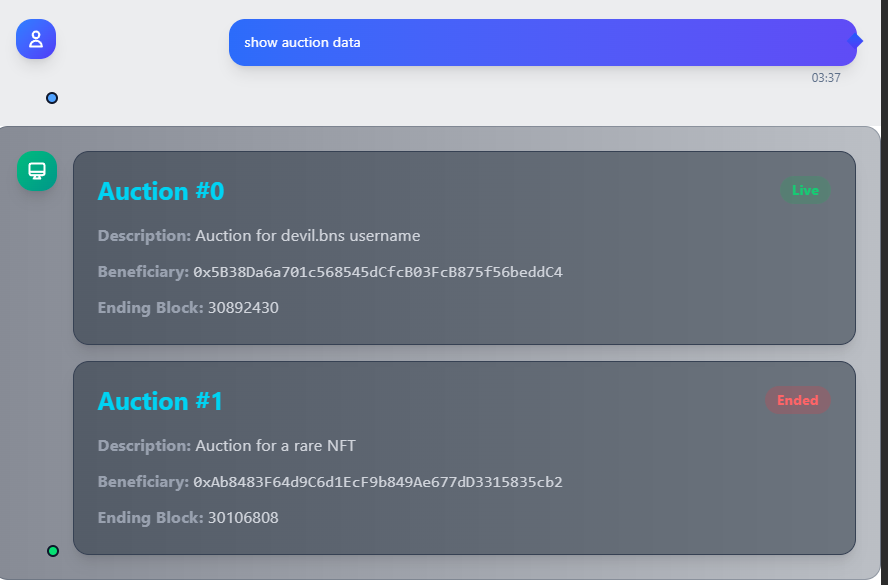 show auction data
03:37
Auction #0
Live
Description: Auction for devil.bns username
Beneficiary: 0x5B38Da6a701c568545dCfcB03FcB875f56beddC4
Ending Block: 30892430
Auction #1
Ended
Description: Auction for a rare NFT
Beneficiary: 0xAb8483F64d9C6d1EcF9b849Ae677dD3315835cb2
Ending Block: 30106808